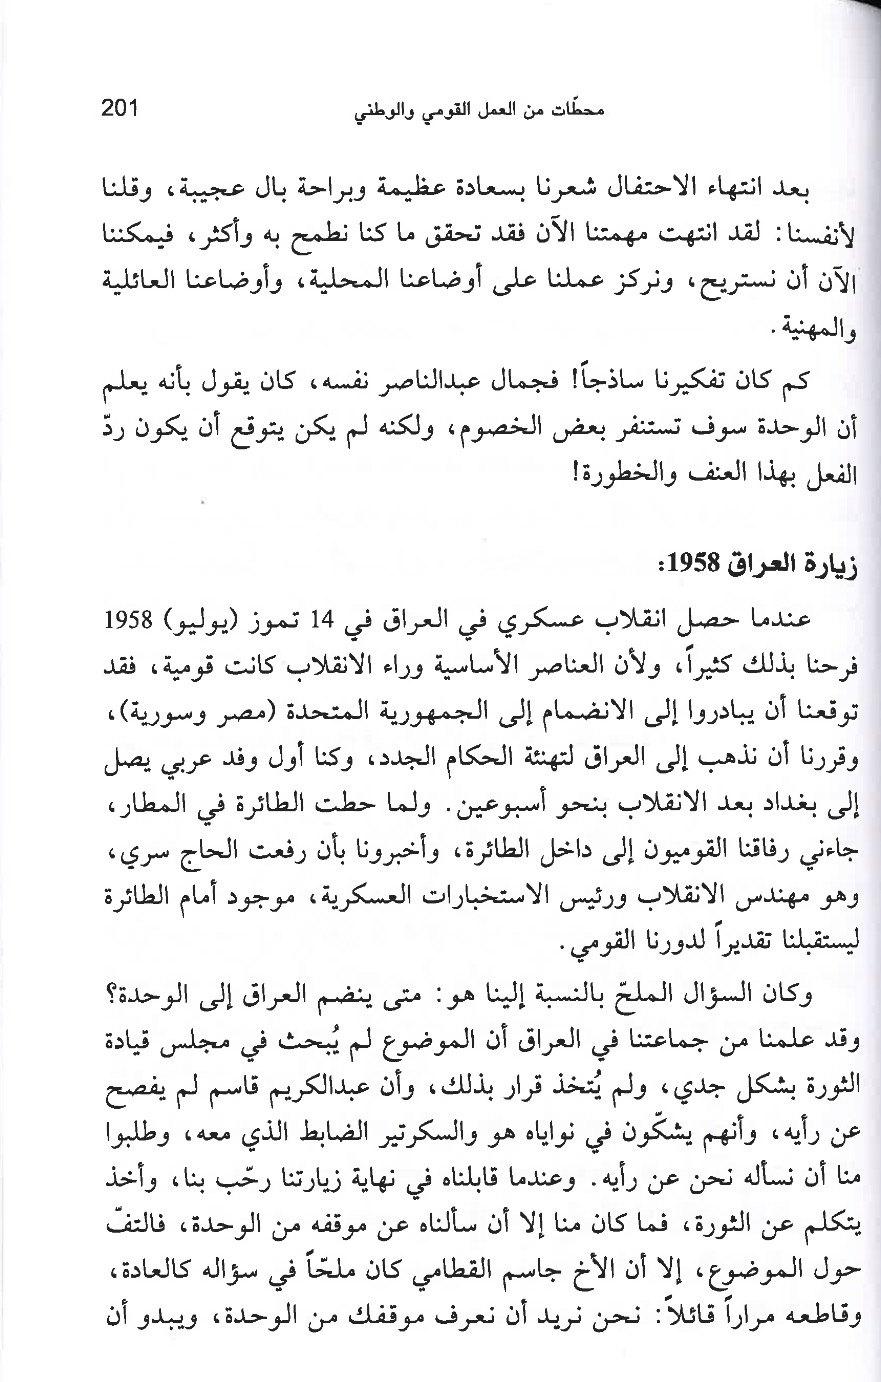 محطّات من العمل القومي والوطني 201
بعد انتهاء الاحتفال شعرنا بسعادة عظيمة وبراحة بال عجيبة، وقلنا
لأنفسنا: لقد انتهت مهمتنا الآن فقد تحقق ما كنا نطمح به وأكثر، فيمكننا
الآن أن نستريح، ونركز عملنا على أوضاعنا المحلية، وأوضاعنا العائلية
والمهنية.
كم كان تفكيرنا ساذجاً! فجمال عبدالناصر نفسه، كان يقول بأنه يعلم
أن الوحدة سوف تستنفر بعض الخصوم، ولكنه لم يكن يتوقع أن يكون ردّ
الفعل بهذا العنف والخطورة!
زيارة العراق 1958:
عندما حصل انقلاب عسكري في العراق في 14 تموز (يوليو) 1958
فرحنا بذلك كثيراً، ولأن العناصر الأساسية وراء الانقلاب كانت قومية، فقد
توقعنا أن يبادروا إلى الانضمام إلى الجمهورية المتحدة (مصر وسورية)،
وقررنا أن نذهب إلى العراق لتهنئة الحكام الجدد، وكنا أول وفد عربي يصل
إلى بغداد بعد الانقلاب بنحو أسبوعين. ولما حطت الطائرة في المطار،
جاءني رفاقنا القوميون إلى داخل الطائرة، وأخبرونا بأن رفعت الحاج سري،
وهو مهندس الانقلاب ورئيس الاستخبارات العسكرية، موجود أمام الطائرة
ليستقبلنا تقديراً لدورنا القومي.
وكان السؤال الملحّ بالنسبة إلينا هو: متى ينضم العراق إلى الوحدة؟
وقد علمنا من جماعتنا في العراق أن الموضوع لم يُبحث في مجلس قيادة
الثورة بشكل جدي، ولم يُتخذ قرار بذلك، وأن عبدالكريم قاسم لم يفصح
عن رأيه، وأنهم يشكّون في نواياه هو والسكرتير الضابط الذي معه، وطلبوا
منا أن نسأله نحن عن رأيه. وعندما قابلناه في نهاية زيارتنا رحّب بنا، وأخذ
يتكلم عن الثورة، فما كان منا إلا أن سألناه عن موقفه من الوحدة، فالتفّ
حول الموضوع، إلا أن الأخ جاسم القطامي كان ملحّاً في سؤاله كالعادة،
وقاطعه مراراً قائلاً: نحن نريد أن نعرف موقفك من الوحدة، ويبدو أن